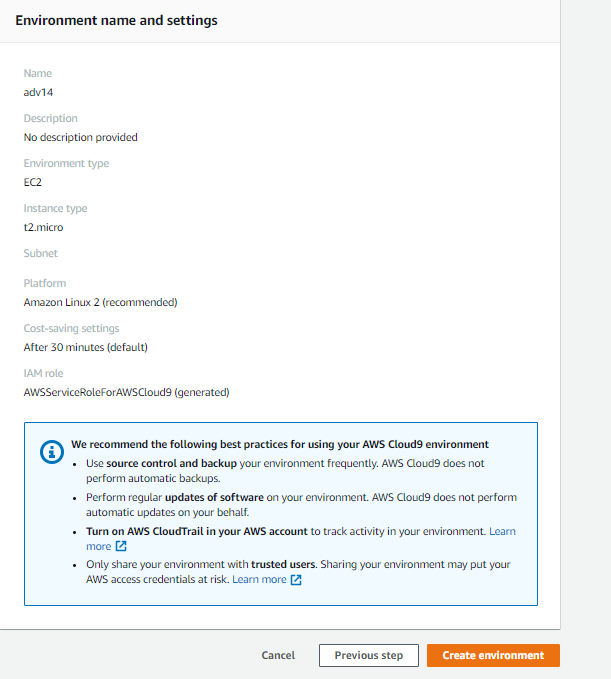 Environment name and settings
Name
adv14
Description
No description provided
Environment type
EC2
Instance type
t2.micro
Subnet
Platform
Amazon Linux 2 (recommended)
Cost-saving settings
After 30 minutes (default)
IAM role
AWSServiceRoleForAWSCloud9 (generated)
We recommend the following best practices for using your AWS Cloud9 environment
• Use source control and backup your environment frequently. AWS Cloud9 does not
perform automatic backups.
• Perform regular updates of software on your environment. AWS Cloud9 does not perform
automatic updates on your behalf.
• Turn on AWS CloudTrail in your AWS account to track activity in your environment. Learn
more
• Only share your environment with trusted users. Sharing your environment may put your
AWS access credentials at risk. Learn more
Cancel Previous step Create environment